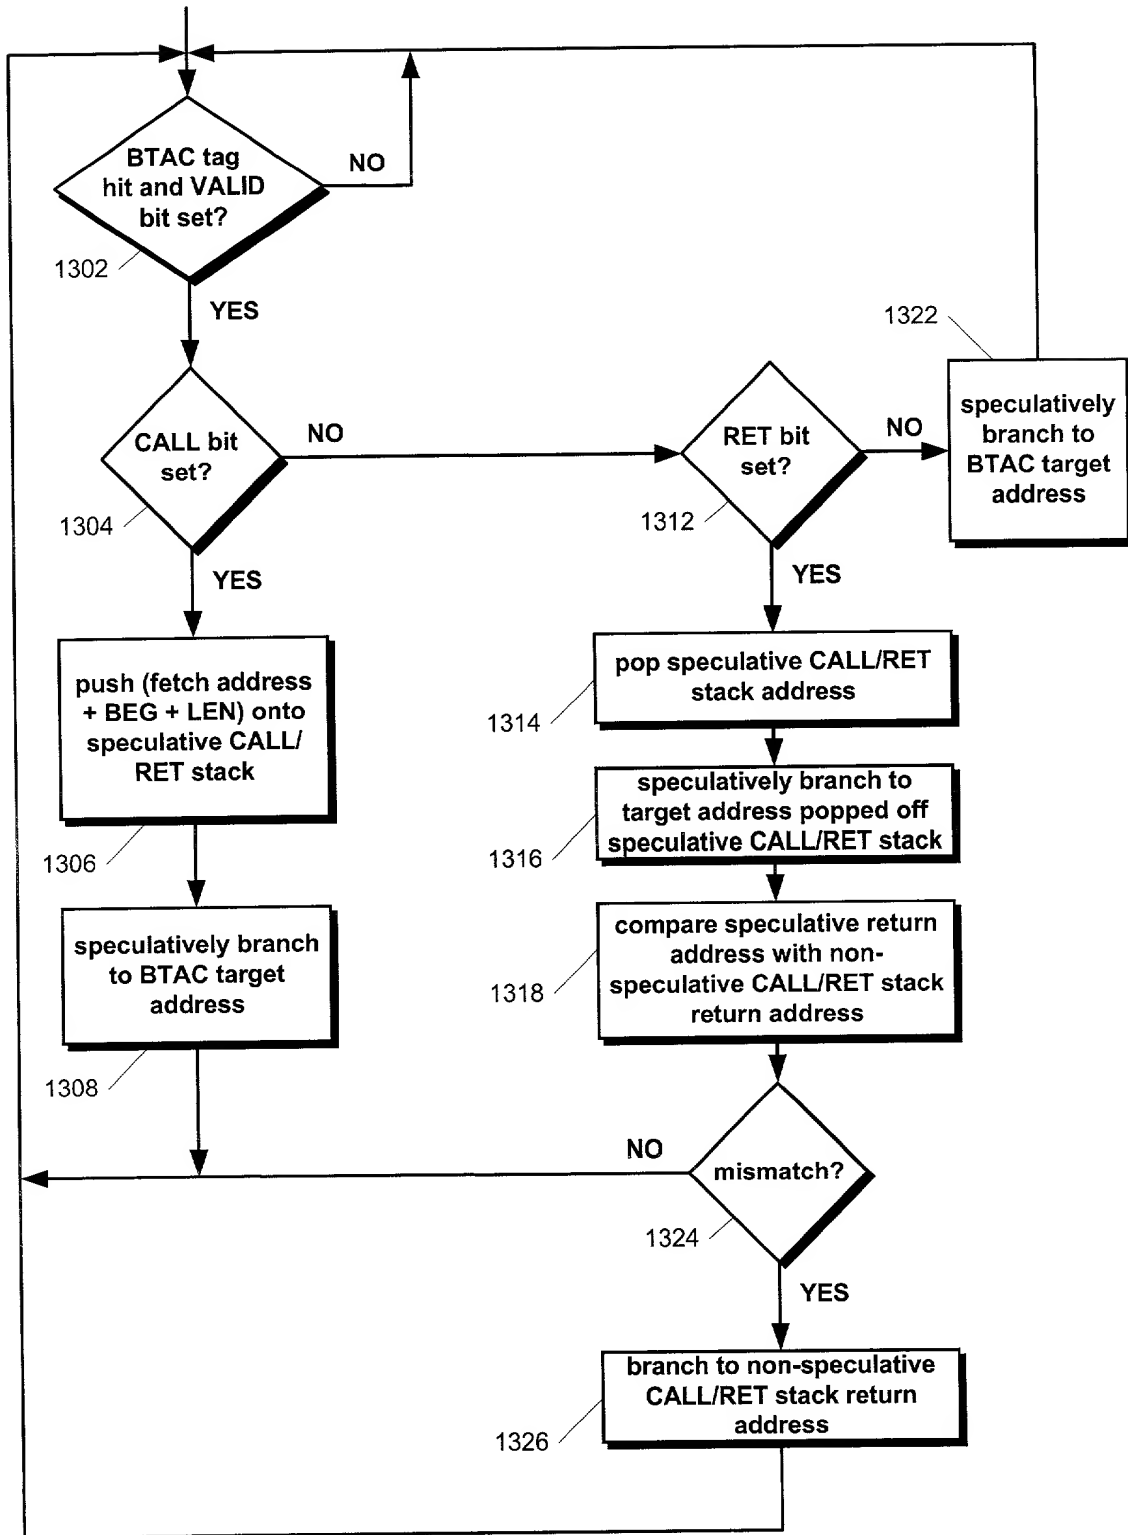 BTAC tag
hit and VALID
bit set?
NO
1302
YES
1322
speculatively
branch to
BTAC target
address
CALL bit
set?
NO
1304
RET bit
set?
NO
1312
YES
YES
push (fetch address
+ BEG + LEN) onto
speculative CALL/
RET stack
1306
pop speculative CALL/RET
stack address
1314
speculatively branch to
target address popped off
speculative CALL/RET stack
1316
speculatively branch
to BTAC target
address
1308
compare speculative return
address with non-
speculative CALL/RET stack
return address
1318
NO
mismatch?
1324
YES
branch to non-speculative
CALL/RET stack return
address
1326